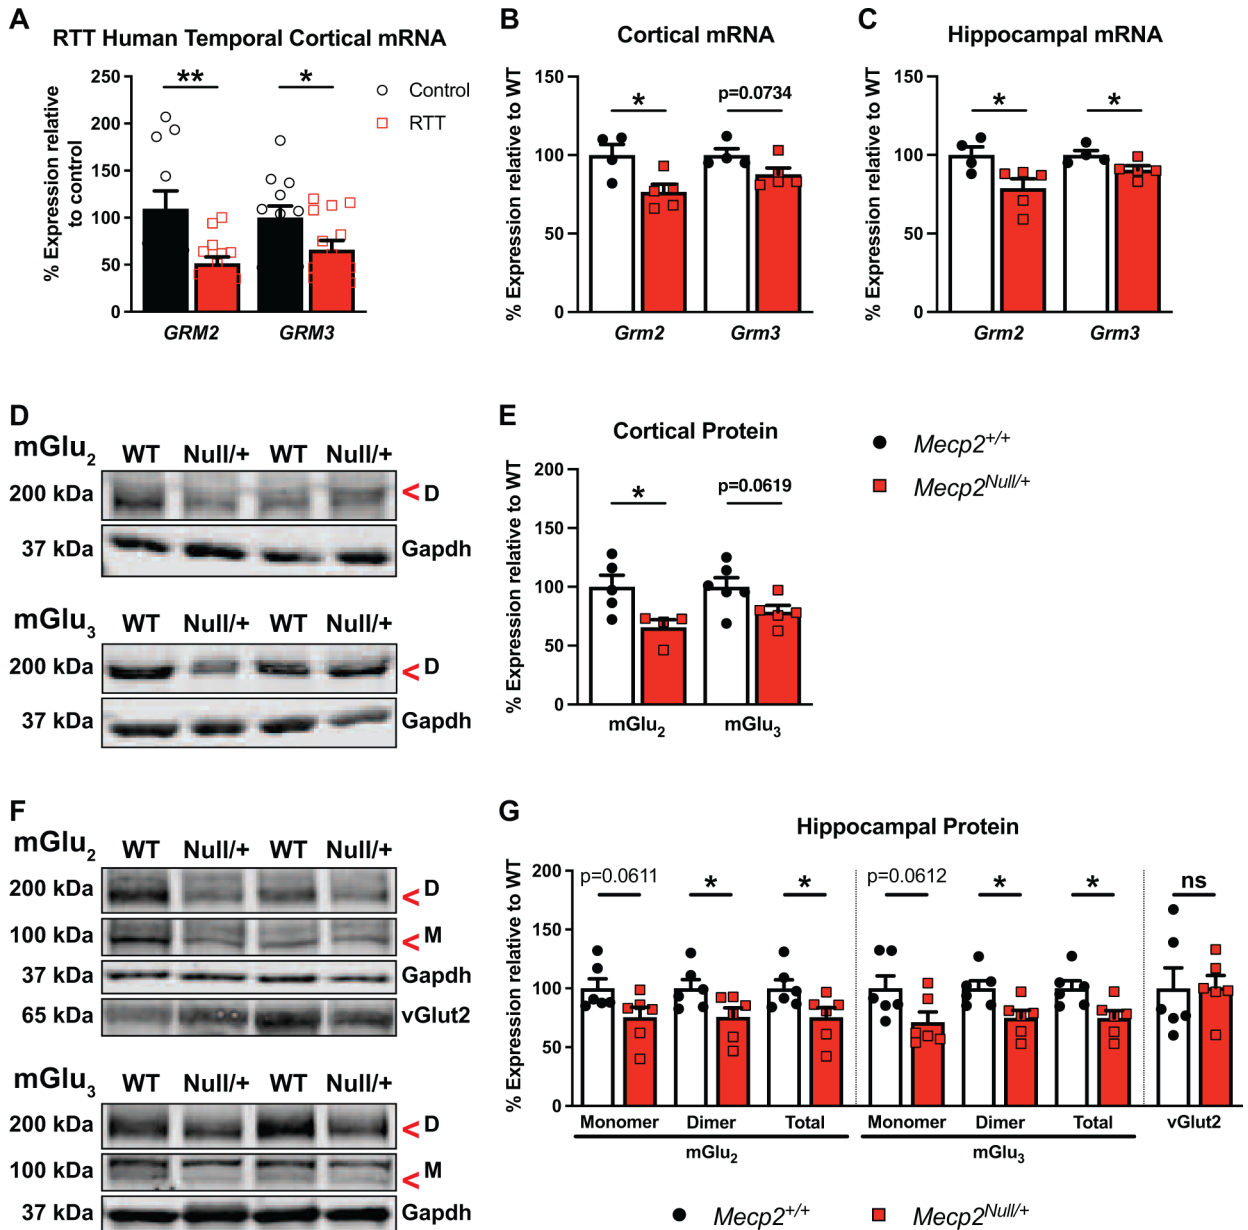 A
RTT Human Temporal Cortical mRNA
% Expression relative
to control
250
200
150
100
50
0
**
*
Control
RTT
GRM2
GRM3
B
Cortical mRNA
% Expression relative to WT
150
100
50
0
*
p=0.0734
Grm2
Grm3
C
Hippocampal mRNA
% Expression relative to WT
150
100
50
0
*
*
Grm2
Grm3
D
mGlu2 WT Null/+ WT Null/+
200 kDa < D
37 kDa Gapdh
mGlu3 WT Null/+ WT Null/+
200 kDa < D
37 kDa Gapdh
E
Cortical Protein
% Expression relative to WT
200
150
100
50
0
*
p=0.0619
mGlu2
mGlu3
Mecp2+/+
Mecp2Null/+
F
mGlu2 WT Null/+ WT Null/+
200 kDa < D
100 kDa < M
37 kDa Gapdh
65 kDa vGlut2
mGlu3 WT Null/+ WT Null/+
200 kDa < D
100 kDa < M
37 kDa Gapdh
G
Hippocampal Protein
% Expression relative to WT
200
150
100
50
0
p=0.0611 * * p=0.0612 * * ns
Monomer Dimer Total Monomer Dimer Total vGlut2
mGlu2 mGlu3
Mecp2+/+ Mecp2Null/+